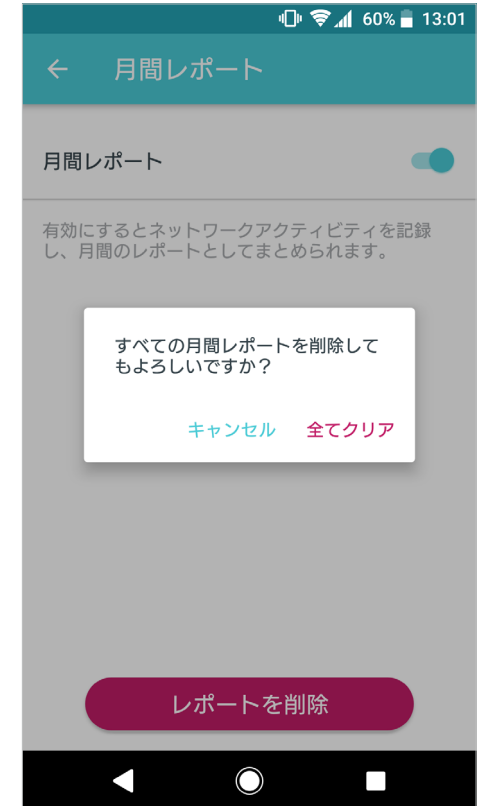 60% 13:01
月間レポート
月間レポート
有効にするとネットワークアクティビティを記録
し、月間のレポートとしてまとめられます。
すべての月間レポートを削除して
もよろしいですか？
キャンセル 全てクリア
レポートを削除